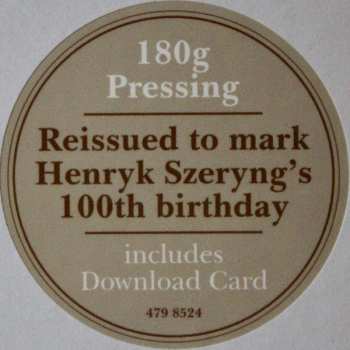 180g
Pressing
Reissued to mark
Henryk Szeryng's
100th birthday
includes
Download Card
479 8524